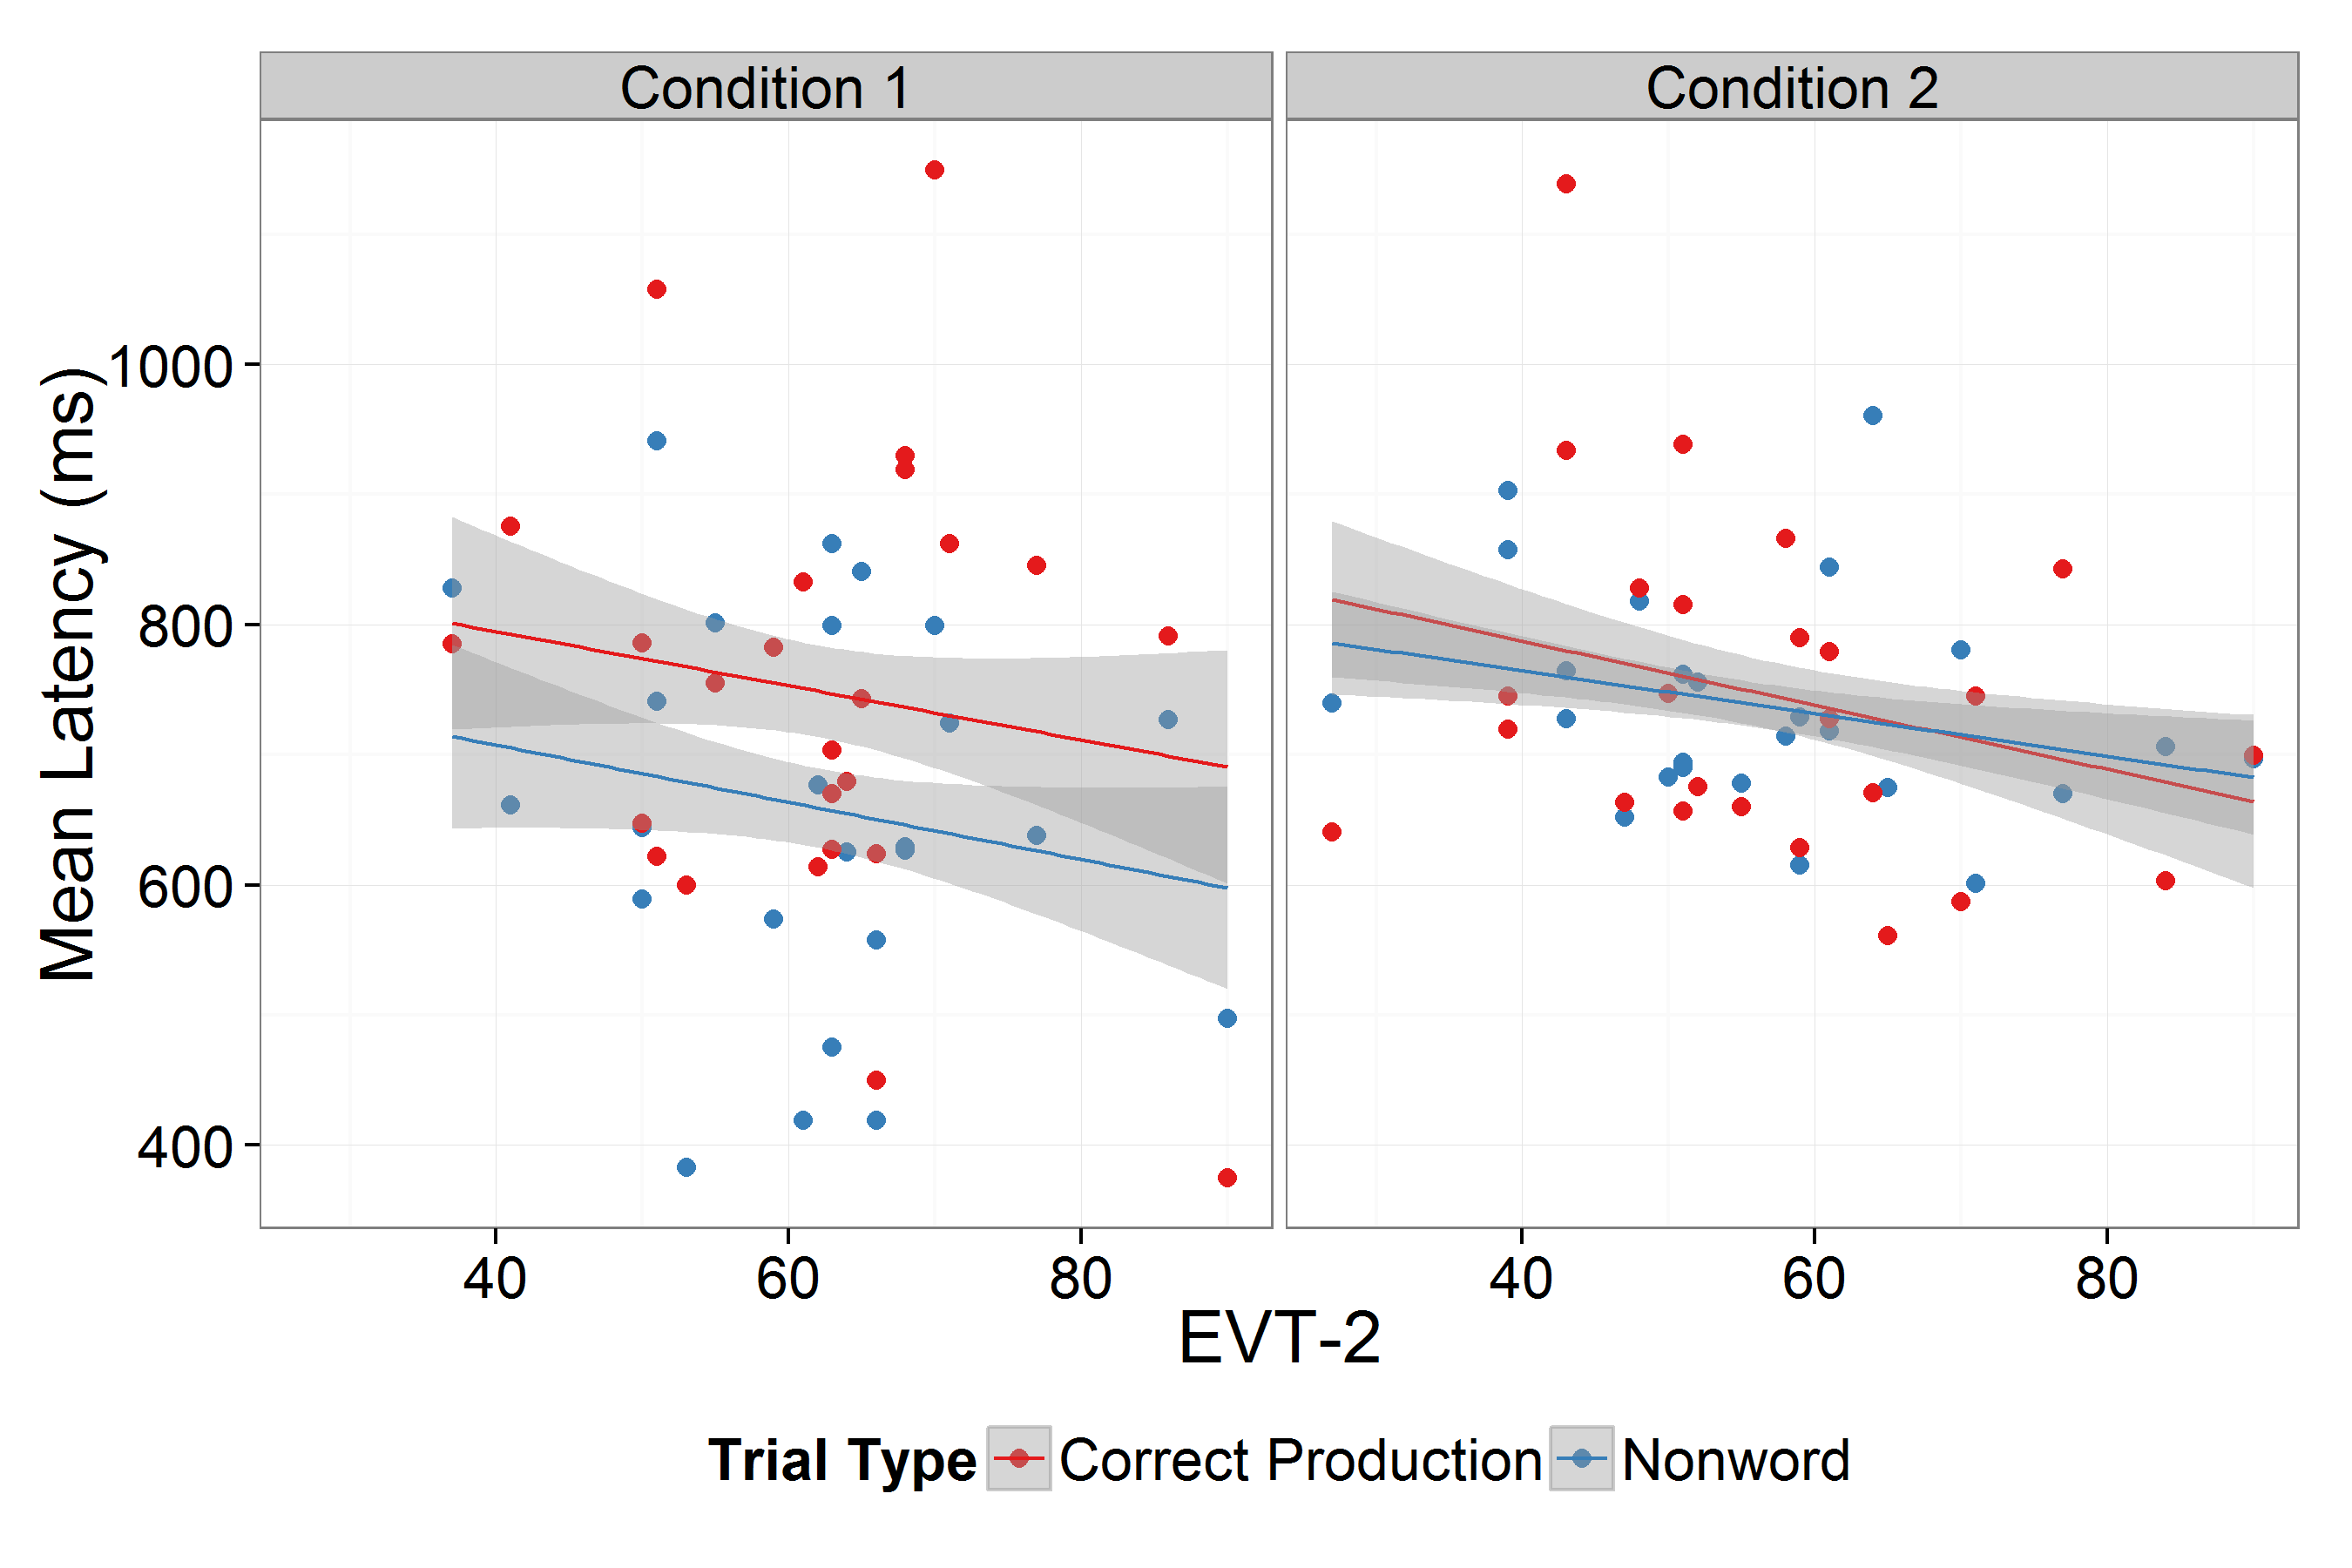 Condition 1
Condition 2
Mean Latency (ms)
1000
800
600
400
40
60
80
40
60
80
EVT-2
Trial Type
Correct Production
Nonword